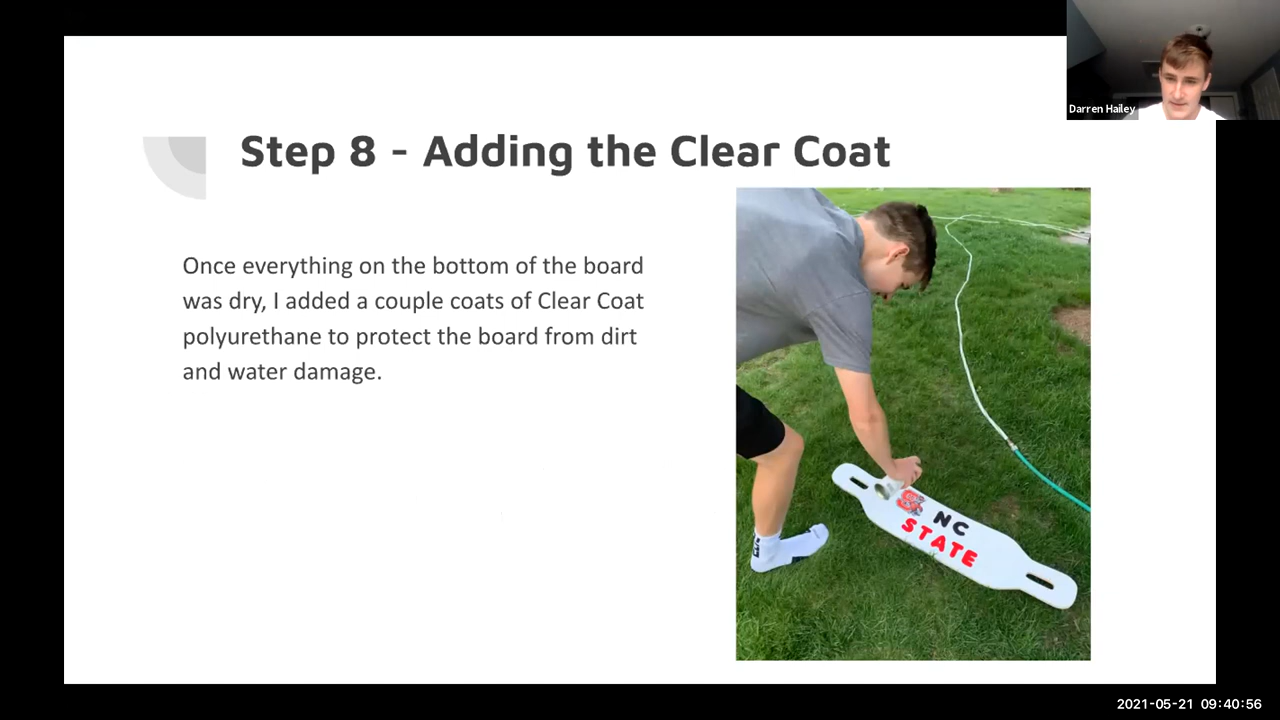 Darren Hailey
Step 8 - Adding the Clear Coat
Once everything on the bottom of the board
was dry, I added a couple coats of Clear Coat
polyurethane to protect the board from dirt
and water damage.
NC
STATE
2021-05-21 09:40:56